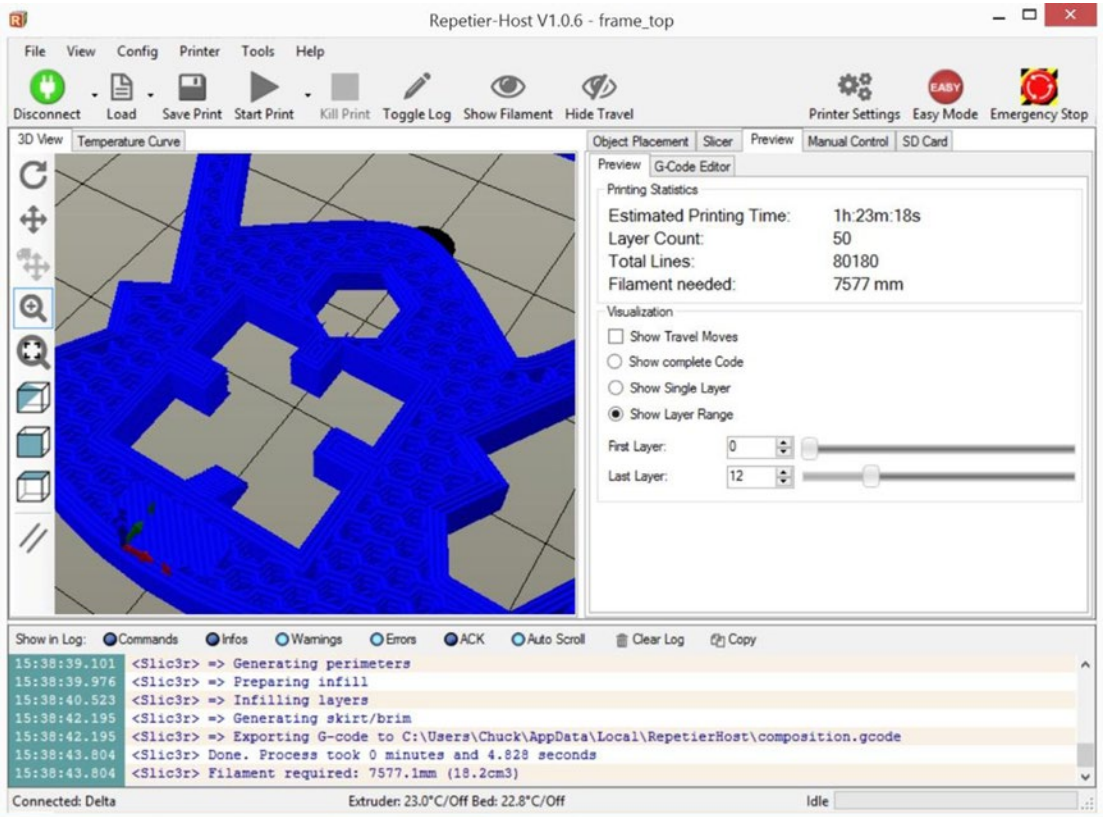 R Repetier-Host V1.0.6 - frame_top
File View Config Printer Tools Help
EASY
Disconnect Load Save Print Start Print Kill Print Toggle Log Show Filament Hide Travel Printer Settings Easy Mode Emergency Stop
3D View Temperature Curve Object Placement Slicer Preview Manual Control SD Card
Preview G-Code Editor
Printing Statistics
Estimated Printing Time: 1h:23m:18s
Layer Count: 50
Total Lines: 80180
Filament needed: 7577 mm
Visualization
Show Travel Moves
Show complete Code
Show Single Layer
Show Layer Range
First Layer: 0
Last Layer: 12
Show in Log: Commands Infos Warnings Errors ACK Auto Scroll Clear Log Copy
15:38:39.101 <Slic3r> => Generating perimeters
15:38:39.976 <Slic3r> => Preparing infill
15:38:40.523 <Slic3r> => Infilling layers
15:38:42.195 <Slic3r> => Generating skirt/brim
15:38:42.195 <Slic3r> => Exporting G-code to C:\Users\Chuck\AppData\Local\RepetierHost\composition.gcode
15:38:43.804 <Slic3r> Done. Process took 0 minutes and 4.828 seconds
15:38:43.804 <Slic3r> Filament required: 7577.1mm (18.2cm3)
Connected: Delta Extruder: 23.0°C/Off Bed: 22.8°C/Off Idle